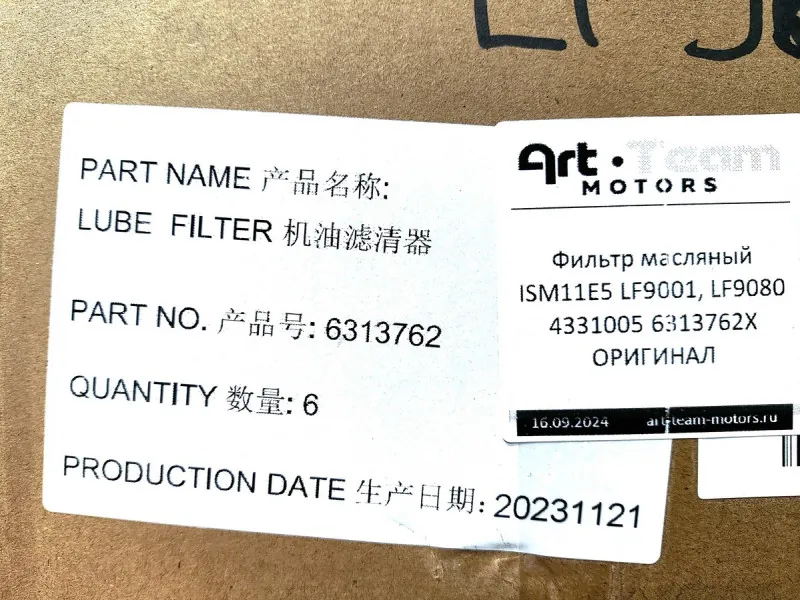 PART NAME 产品名称:
LUBE FILTER 机油滤清器
PART NO. 产品号: 6313762
QUANTITY 数量: 6
PRODUCTION DATE 生产日期: 20231121
Art·Team
MOTORS
Фильтр масляный
ISM11E5 LF9001, LF9080
4331005 6313762X
ОРИГИНАЛ
16.09.2024 art-team-motors.ru